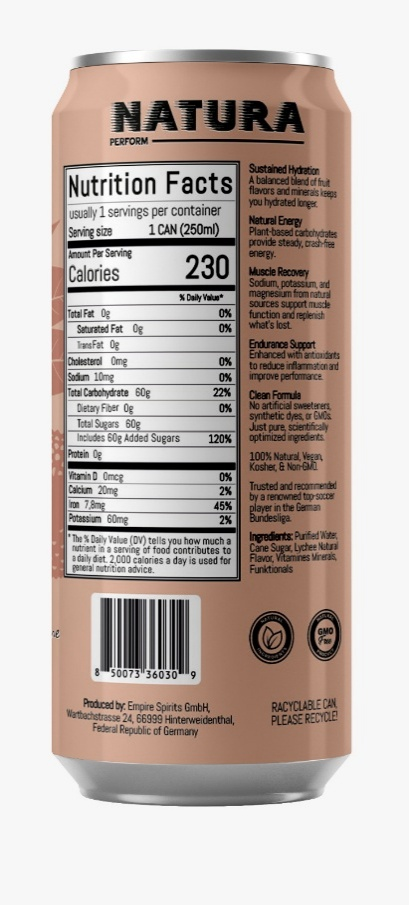 NATURA
PERFORM
Nutrition Facts
usually 1 servings per container
Serving size 1 CAN (250ml)
Amount Per Serving
Calories 230
% Daily Value*
Total Fat 0g 0%
Saturated Fat 0g 0%
Trans Fat 0g
Cholesterol 0mg 0%
Sodium 10mg 0%
Total Carbohydrate 60g 22%
Dietary Fiber 0g 0%
Total Sugars 60g
Includes 60g Added Sugars 120%
Protein 0g
Vitamin D 0mcg 0%
Calcium 20mg 2%
Iron 7,8mg 45%
Potassium 60mg 2%
* The % Daily Value (DV) tells you how much a
nutrient in a serving of food contributes to
a daily diet. 2,000 calories a day is used for
general nutrition advice.
Sustained Hydration
A balanced blend of fruit
flavors and minerals keeps
you hydrated longer.
Natural Energy
Plant-based carbohydrates
provide steady, crash-free
energy.
Muscle Recovery
Sodium, potassium, and
magnesium from natural
sources support muscle
function and replenish
what's lost.
Endurance Support
Enhanced with antioxidants
to reduce inflammation and
improve performance.
Clean Formula
No artificial sweeteners,
synthetic dyes, or GMOs.
Just pure, scientifically
optimized ingredients.
100% Natural, Vegan,
Kosher, & Non-GMO.
Trusted and recommended
by a renowned top-soccer
player in the German
Bundesliga.
Ingredients: Purified Water,
Cane Sugar, Lychee Natural
Flavor, Vitamines Minerals,
Funktionals
GMO
free
8 50073 36030 9
Produced by: Empire Spirits GmbH,
Wartbachstrasse 24, 66999 Hinterweidenthal,
Federal Republic of Germany
RACYCLABLE CAN,
PLEASE RECYCLE!